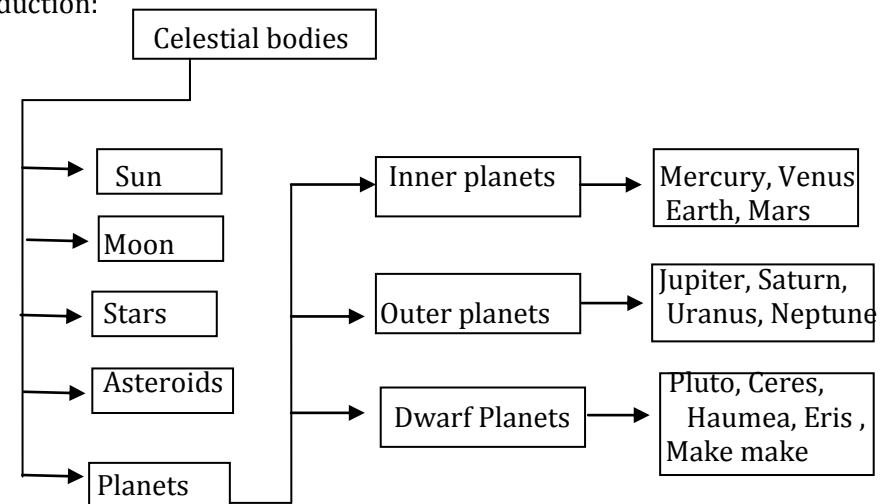 duction:
Celestial bodies
Sun
Moon
Stars
Asteroids
Planets
Inner planets
Mercury, Venus
Earth, Mars
Outer planets
Jupiter, Saturn,
Uranus, Neptune
Dwarf Planets
Pluto, Ceres,
Haumea, Eris ,
Make make